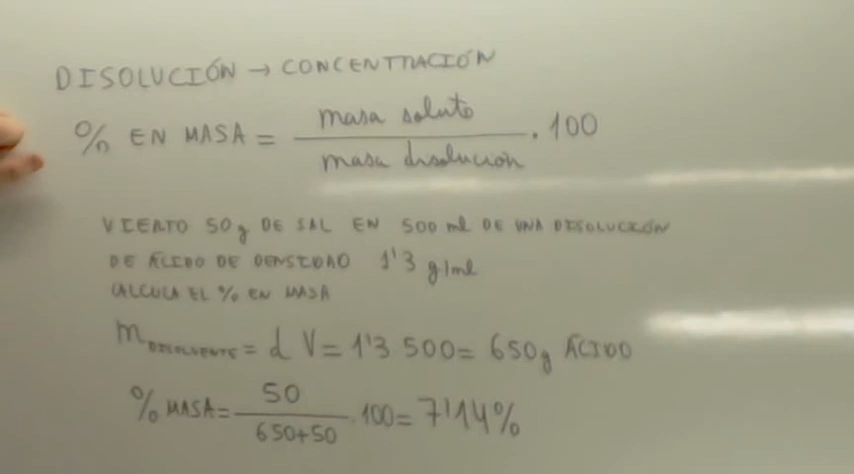 DISOLUCIÓN → CONCENTRACIÓN
% EN MASA = masa soluto / masa disolución . 100
VIERTO 50g DE SAL EN 500 ml DE UNA DISOLUCIÓN
DE ÁCIDO DE DENSIDAD 1'3 g/ml
CALCULA EL % EN MASA
m DISOLVENTE = d V = 1'3 500 = 650g ÁCIDO
% MASA = 50 / 650+50 . 100 = 7'14%